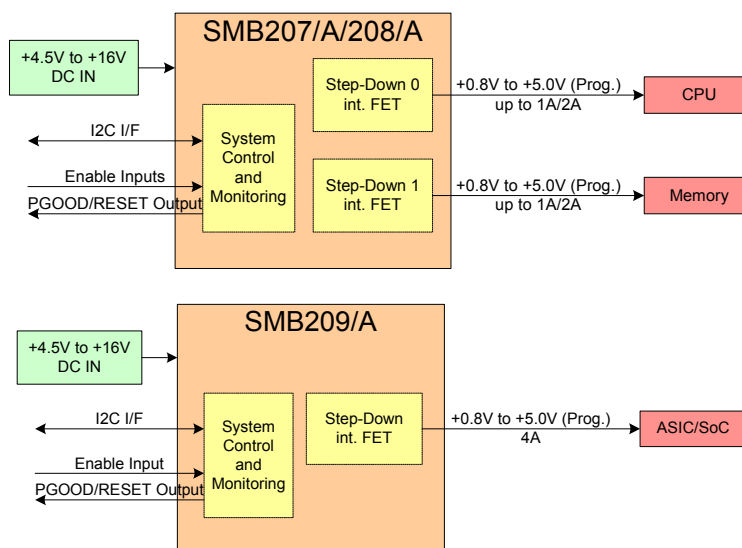 SMB207/A/208/A
+4.5V to +16V
DC IN
Step-Down 0
int. FET
+0.8V to +5.0V (Prog.)
up to 1A/2A
CPU
I2C I/F
System
Control
and
Monitoring
Enable Inputs
PGOOD/RESET Output
Step-Down 1
int. FET
+0.8V to +5.0V (Prog.)
up to 1A/2A
Memory
SMB209/A
+4.5V to +16V
DC IN
I2C I/F
System
Control
and
Monitoring
Step-Down
int. FET
+0.8V to +5.0V (Prog.)
4A
ASIC/SoC
Enable Input
PGOOD/RESET Output